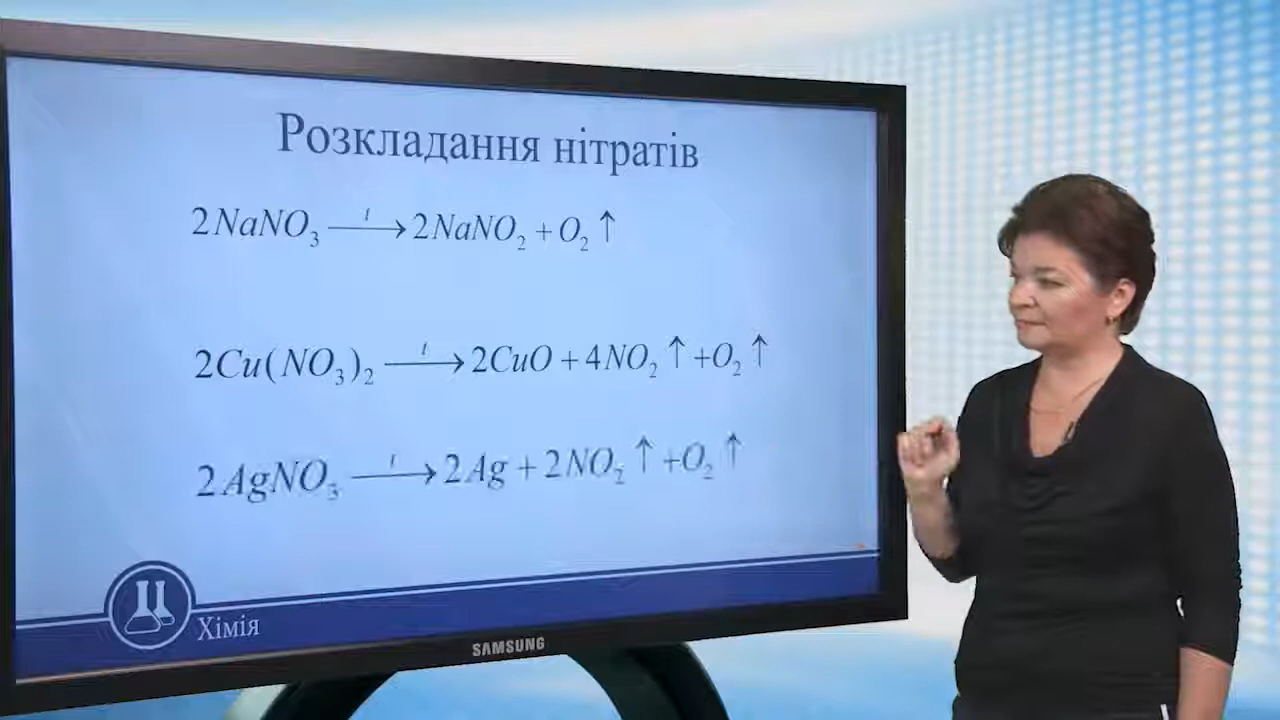 Розкладання нітратів
2NaNO₃ —t→ 2NaNO₂ + O₂ ↑
2Cu(NO₃)₂ —t→ 2CuO + 4NO₂ ↑ +O₂ ↑
2AgNO₃ —t→ 2Ag + 2NO₂ ↑ +O₂ ↑
Хімія
SAMSUNG